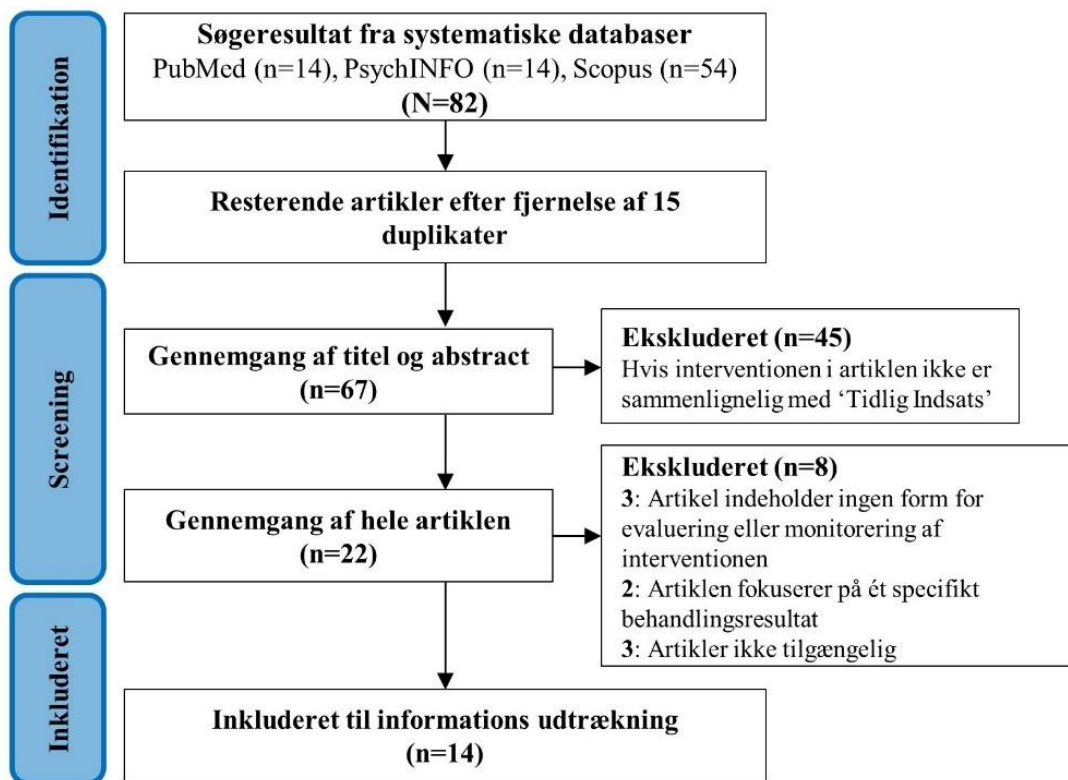 Identifikation
Søgeresultat fra systematiske databaser
PubMed (n=14), PsychINFO (n=14), Scopus (n=54)
(N=82)
Resterende artikler efter fjernelse af 15
duplikater
Screening
Gennemgang af titel og abstract
(n=67)
Ekskluderet (n=45)
Hvis interventionen i artiklen ikke er
sammenlignelig med ‘Tidlig Indsats’
Gennemgang af hele artiklen
(n=22)
Ekskluderet (n=8)
3: Artikel indeholder ingen form for
evaluering eller monitorering af
interventionen
2: Artiklen fokuserer på ét specifikt
behandlingsresultat
3: Artikler ikke tilgængelig
Inkluderet
Inkluderet til informations udtrækning
(n=14)